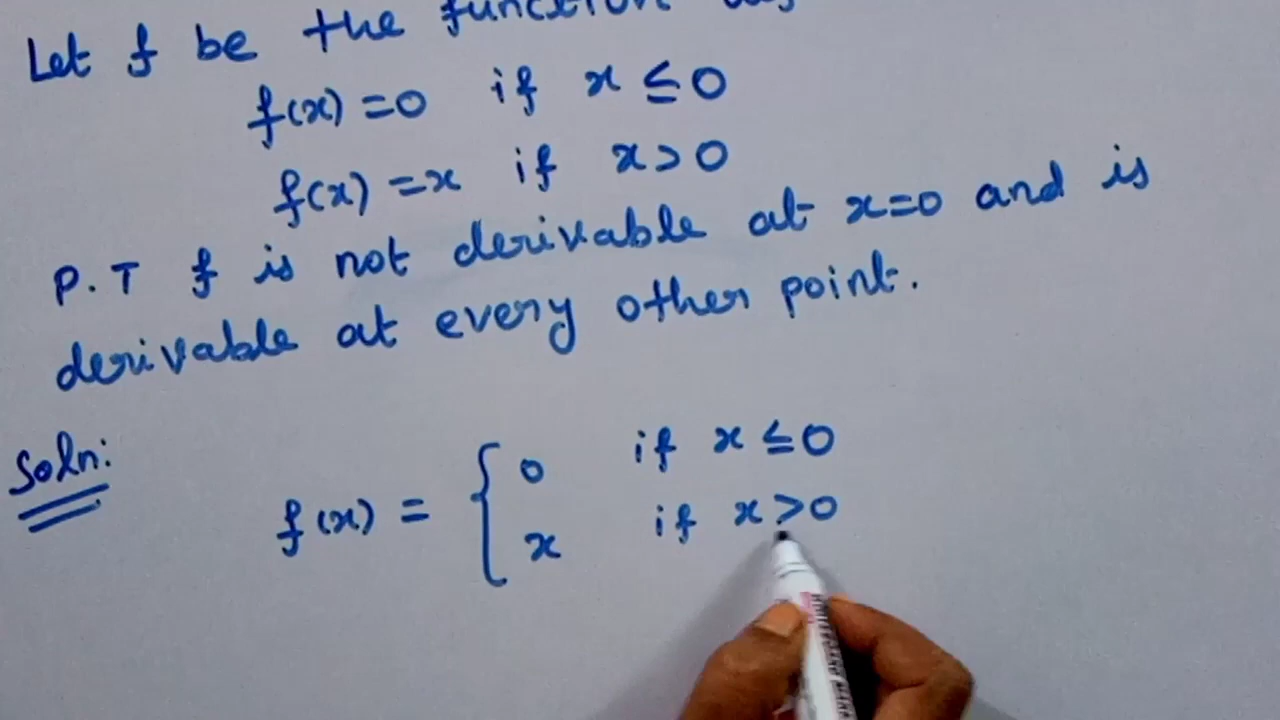 Let f be the function
f(x) = 0 if x ≤ 0
f(x) = x if x > 0
P.T f is not derivable at x=0 and is
derivable at every other point.
Soln:
f(x) = { 0 if x ≤ 0
x if x > 0